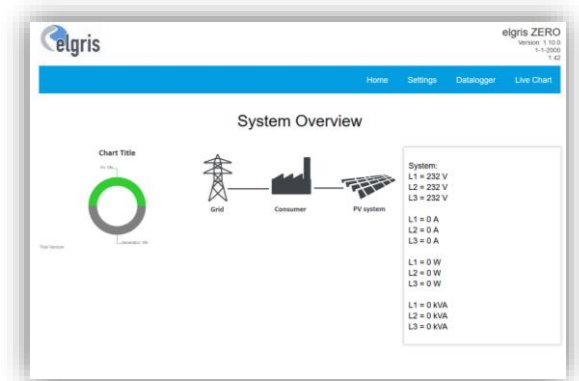 elgris
elgris ZERO
Version 1.10.0
1-1-2000
1:42
Home Settings Datalogger Live Chart
System Overview
Chart Title
Grid
Consumer
PV system
Trial Version
System:
L1 = 232 V
L2 = 232 V
L3 = 232 V
L1 = 0 A
L2 = 0 A
L3 = 0 A
L1 = 0 W
L2 = 0 W
L3 = 0 W
L1 = 0 kVA
L2 = 0 kVA
L3 = 0 kVA